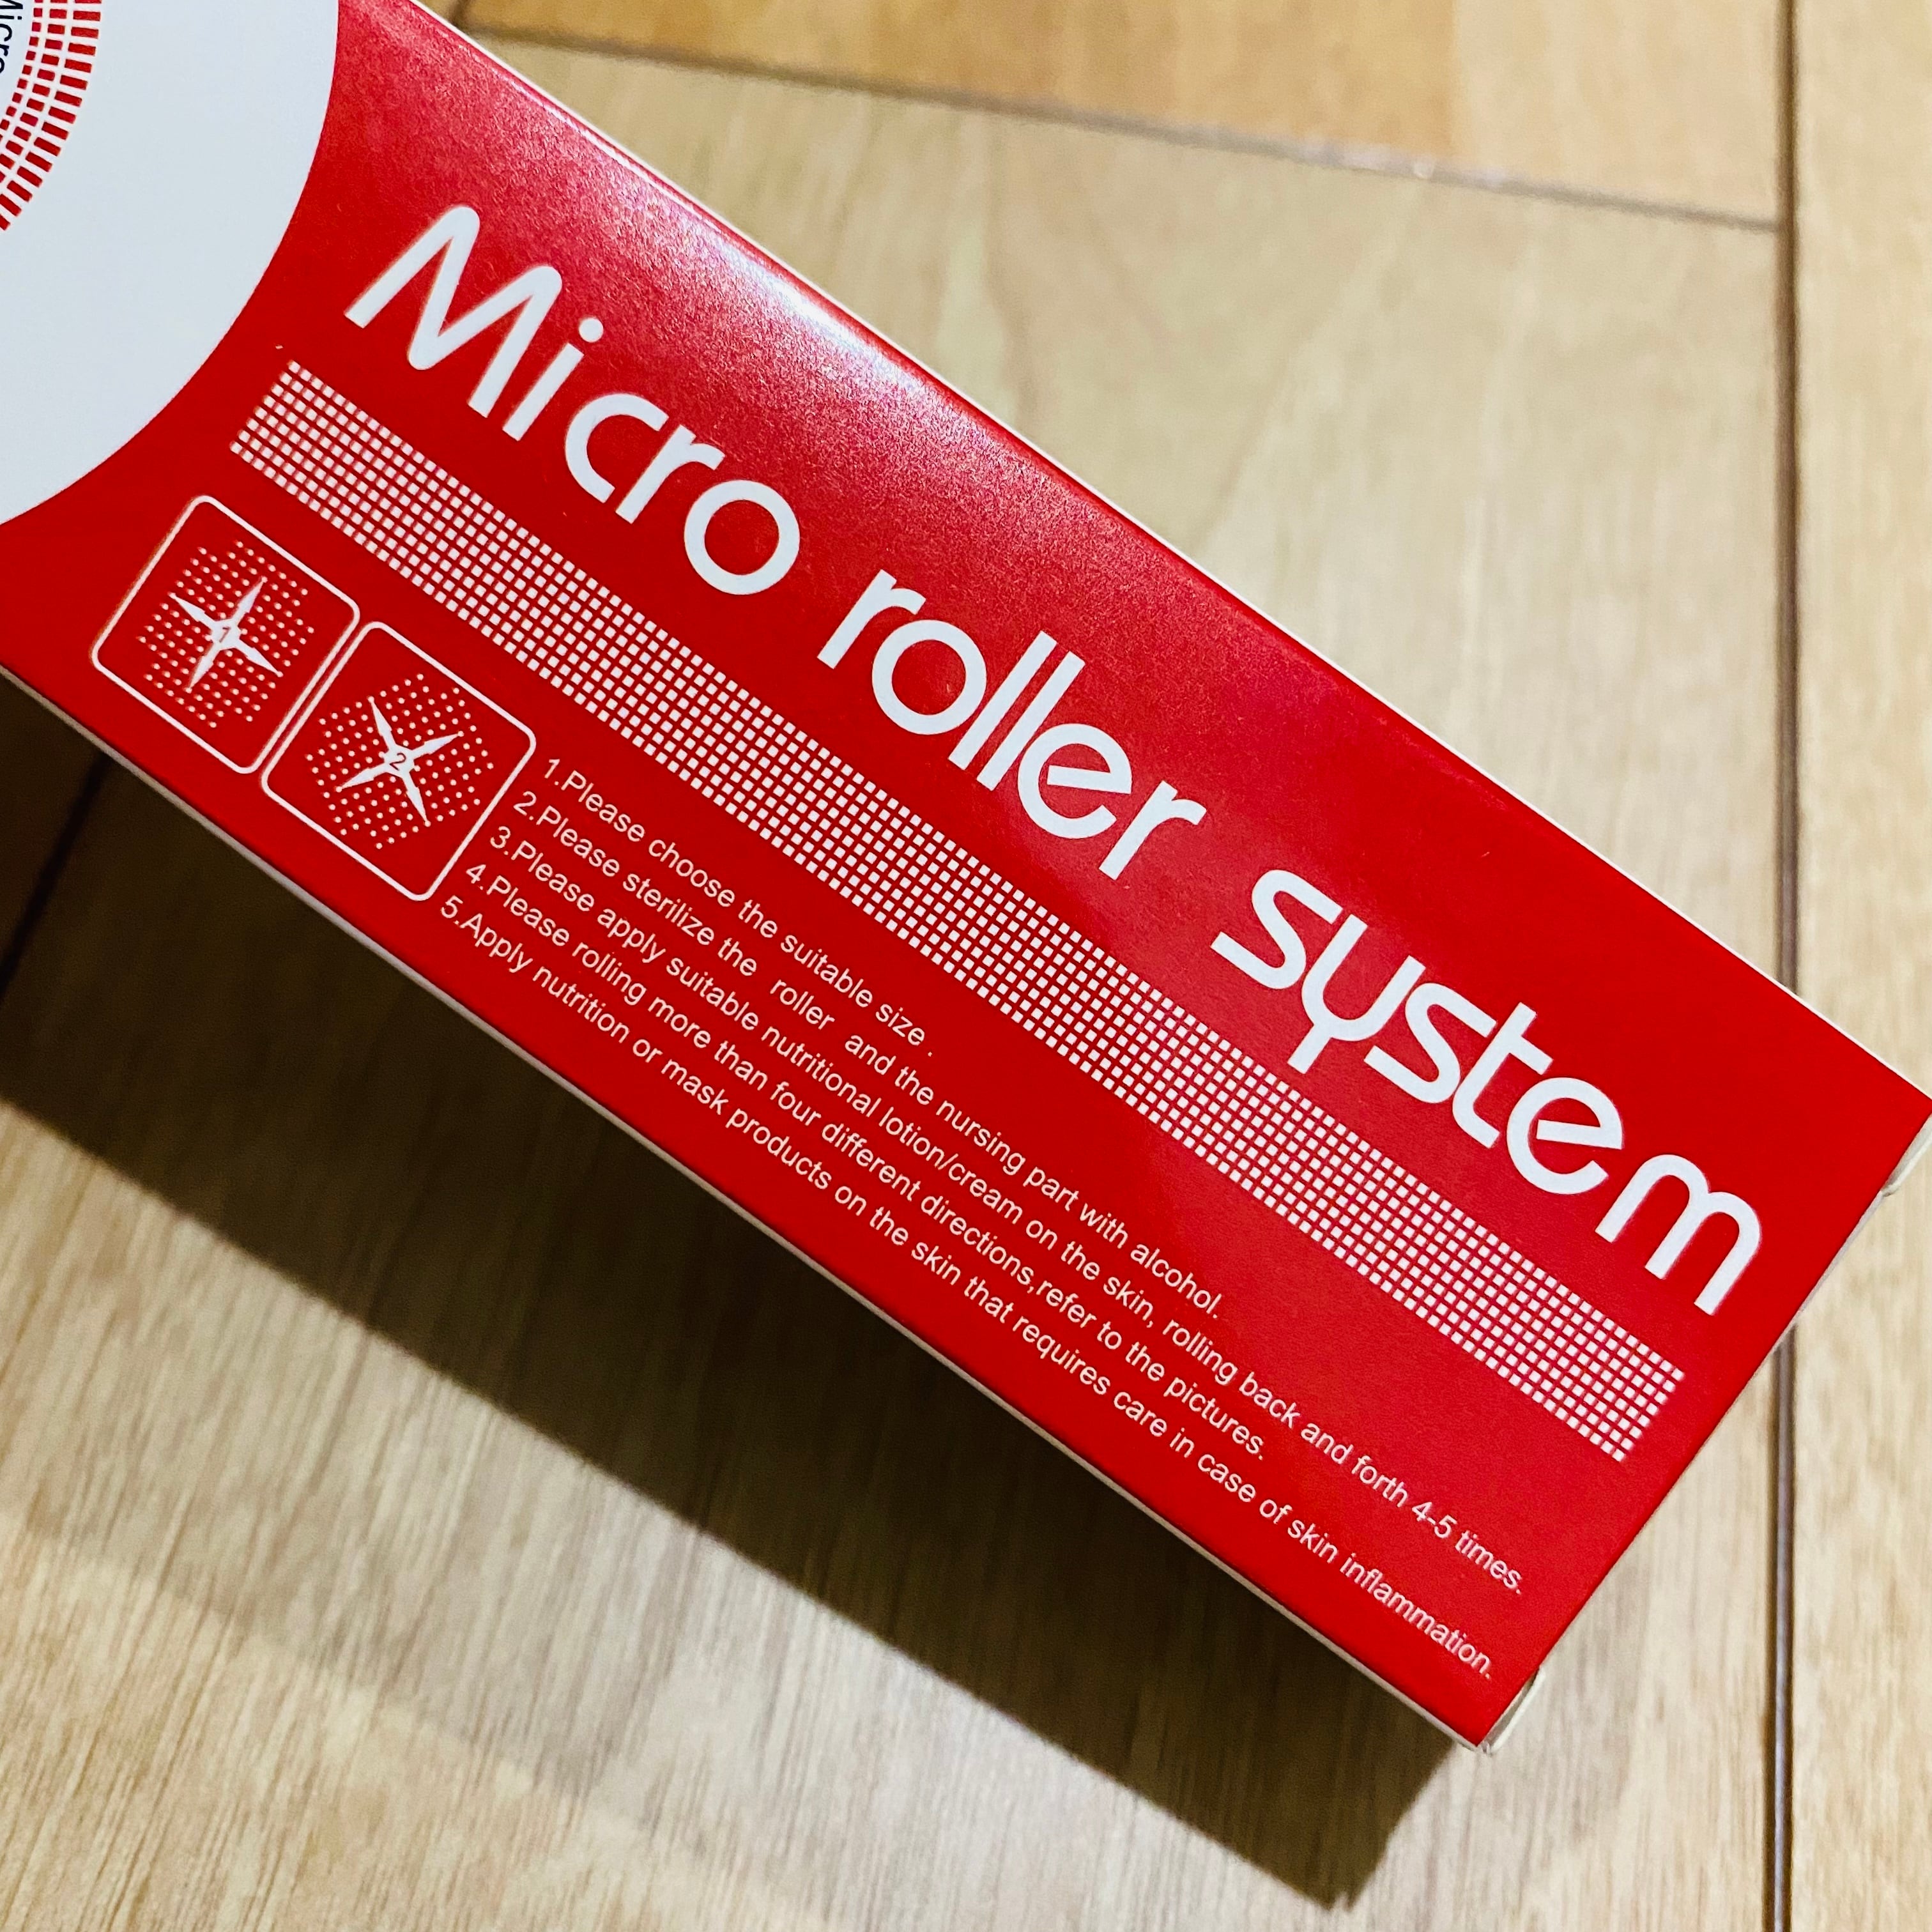 Micro
Micro roller system
1
2
1.Please choose the suitable size .
2.Please sterilize the roller and the nursing part with alcohol.
3.Please apply suitable nutritional lotion/cream on the skin, rolling back and forth 4-5 times.
4.Please rolling more than four different directions,refer to the pictures.
5.Apply nutrition or mask products on the skin that requires care in case of skin inflammation.